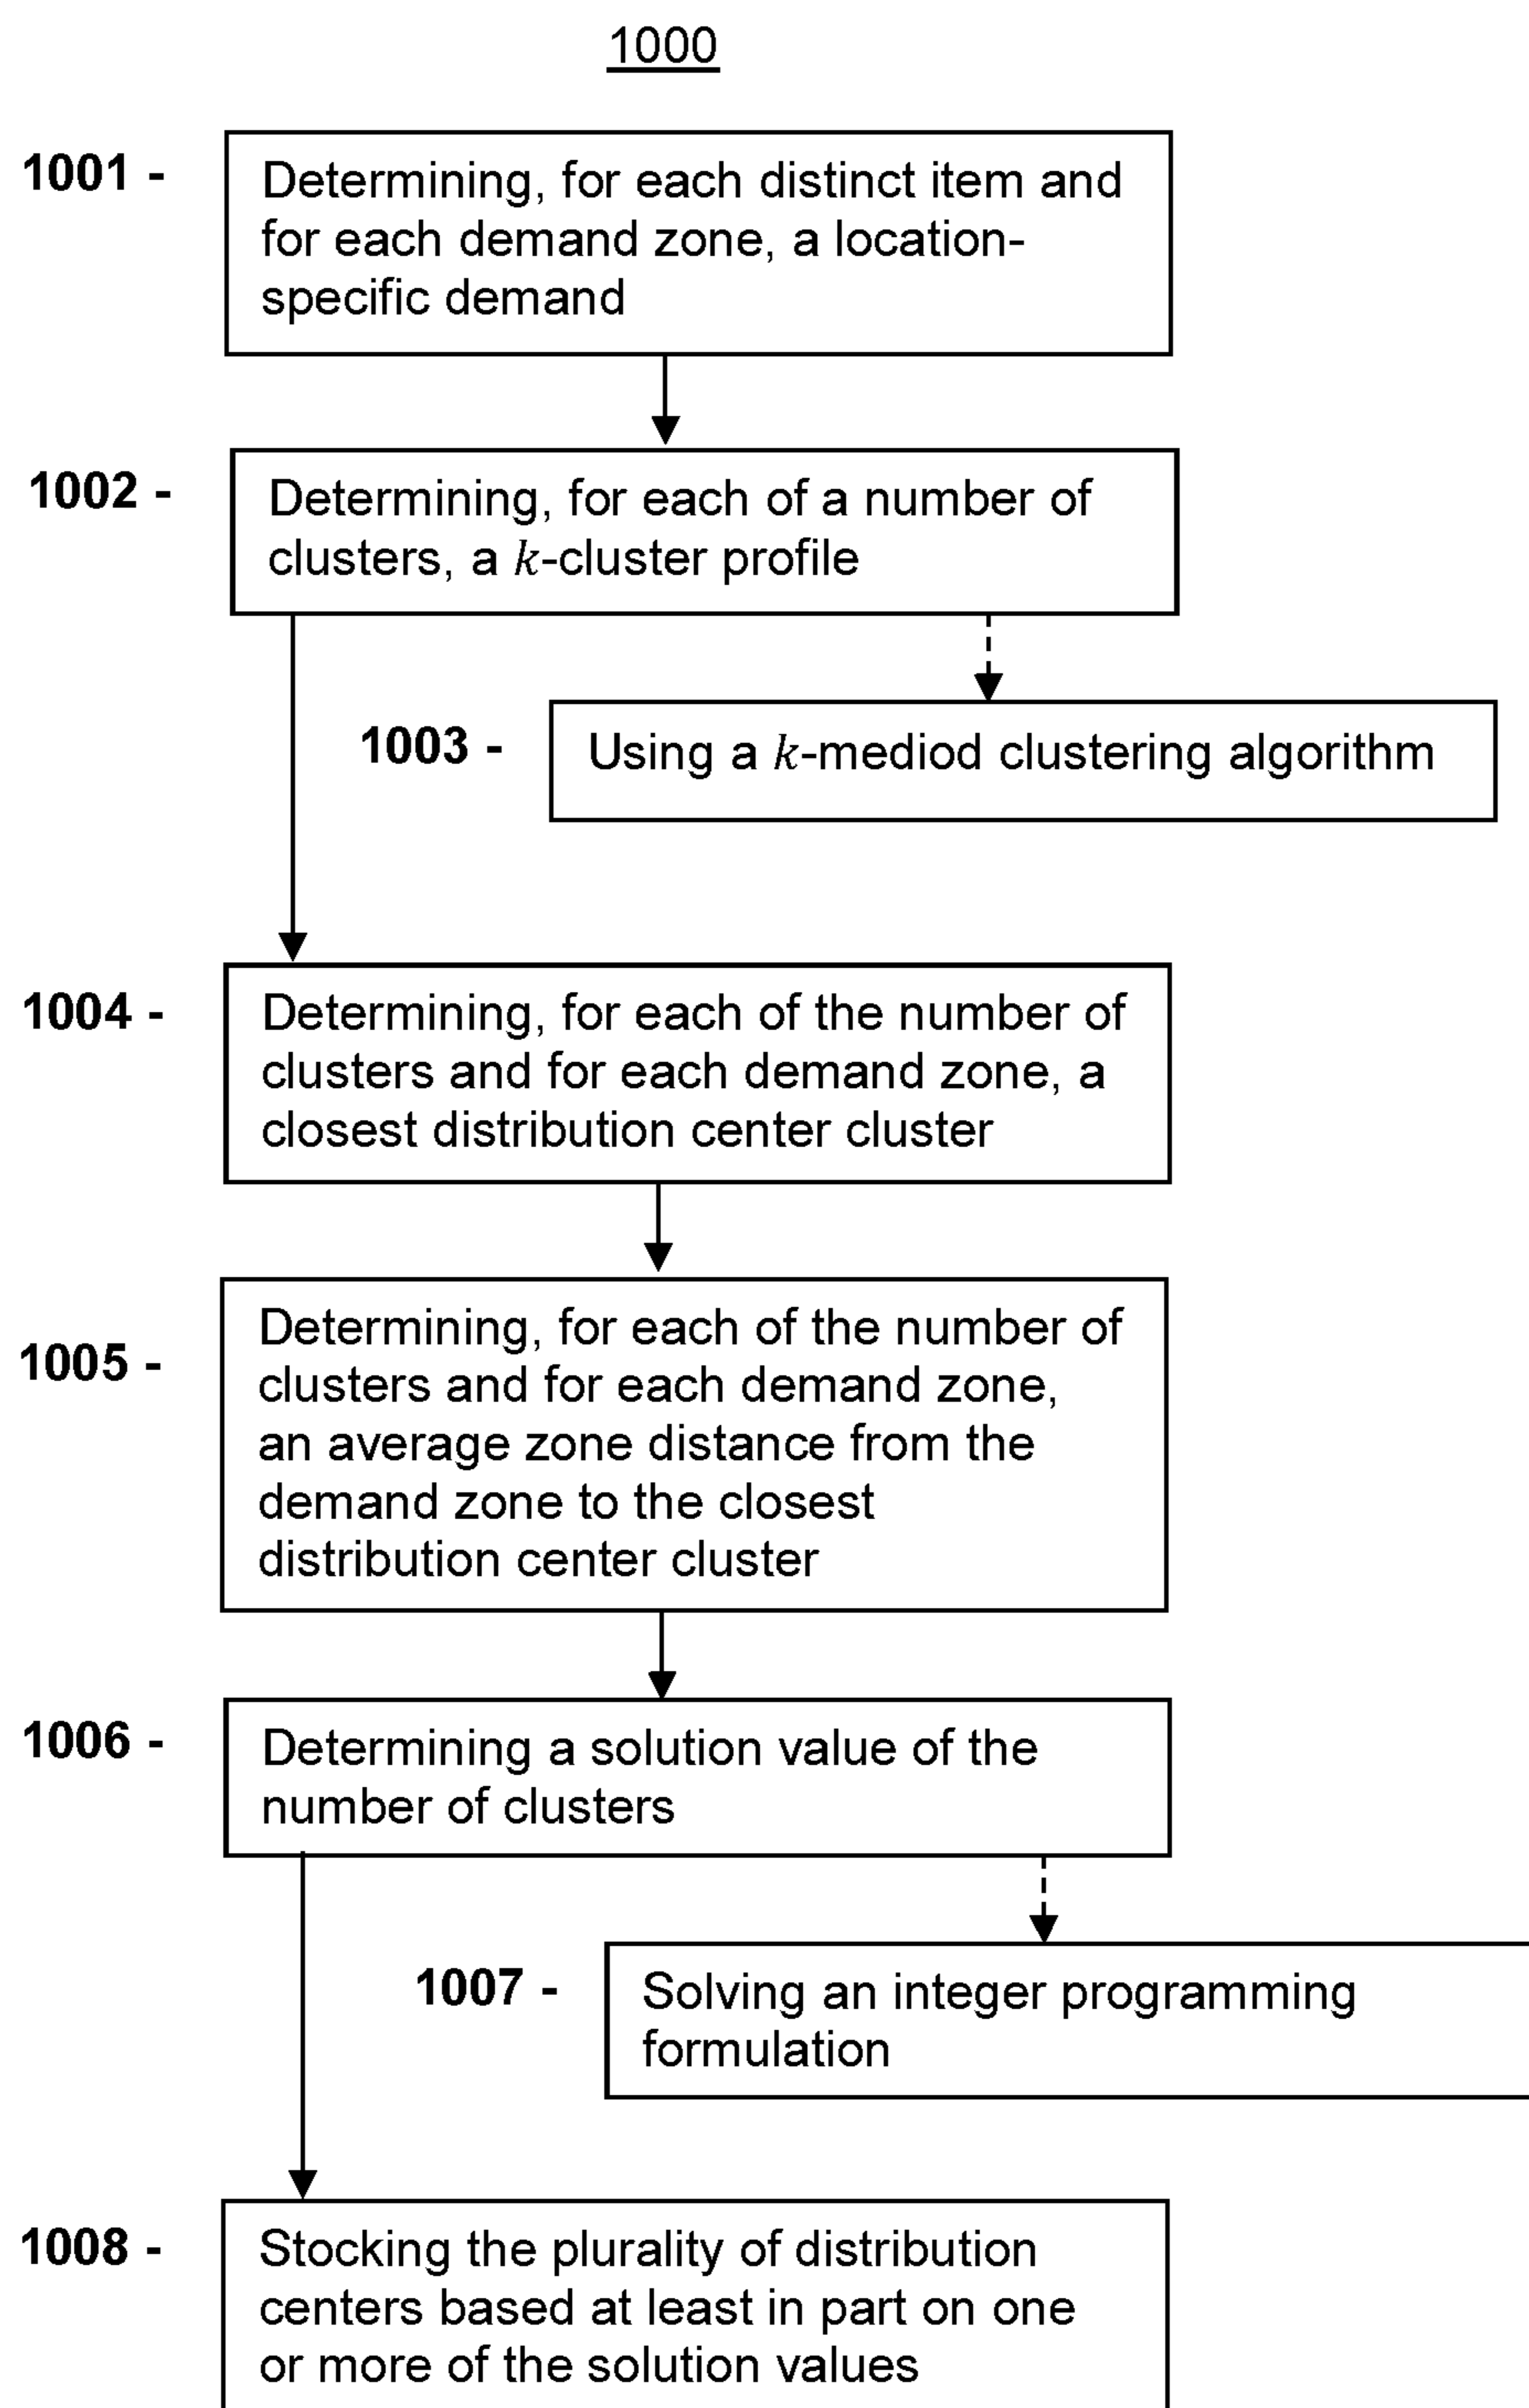 1000
1001 - Determining, for each distinct item and
for each demand zone, a location-
specific demand
1002 - Determining, for each of a number of
clusters, a k-cluster profile
1003 - Using a k-mediod clustering algorithm
1004 - Determining, for each of the number of
clusters and for each demand zone, a
closest distribution center cluster
1005 - Determining, for each of the number of
clusters and for each demand zone,
an average zone distance from the
demand zone to the closest
distribution center cluster
1006 - Determining a solution value of the
number of clusters
1007 - Solving an integer programming
formulation
1008 - Stocking the plurality of distribution
centers based at least in part on one
or more of the solution values